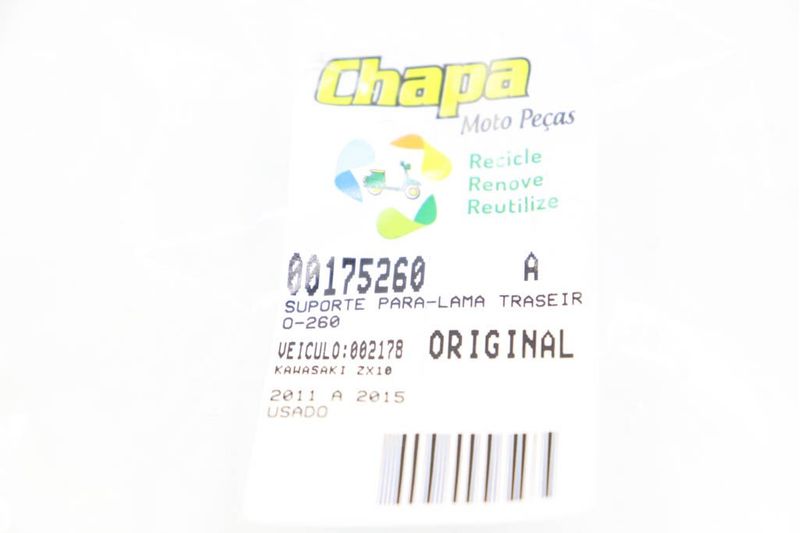 Chapa
Moto Peças
Recicle
Renove
Reutilize
00175260 A
SUPORTE PARA-LAMA TRASEIR
O-260
VEICULO:002178 ORIGINAL
KAWASAKI ZX10
2011 A 2015
USADO